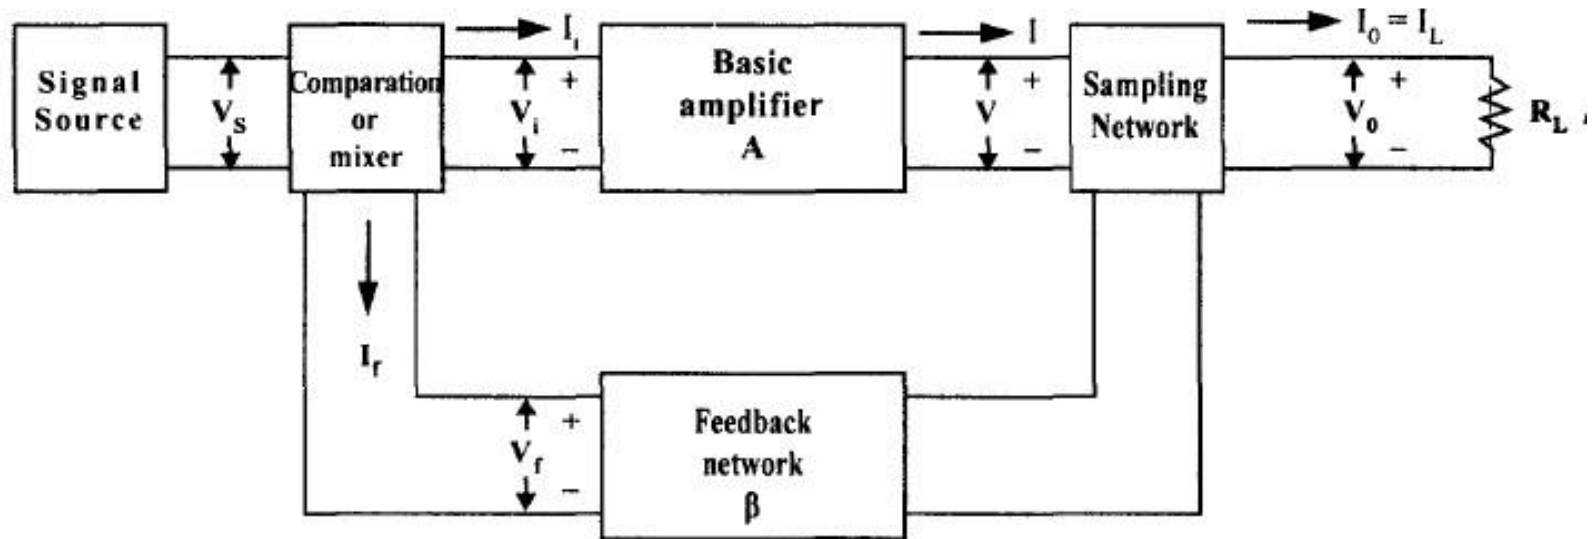 Signal
Source
V_S
Comparation
or
mixer
I_i
V_i
+
−
Basic
amplifier
A
I
V
+
−
Sampling
Network
I_0 = I_L
V_o
+
−
R_L
I_f
V_f
+
−
Feedback
network
β